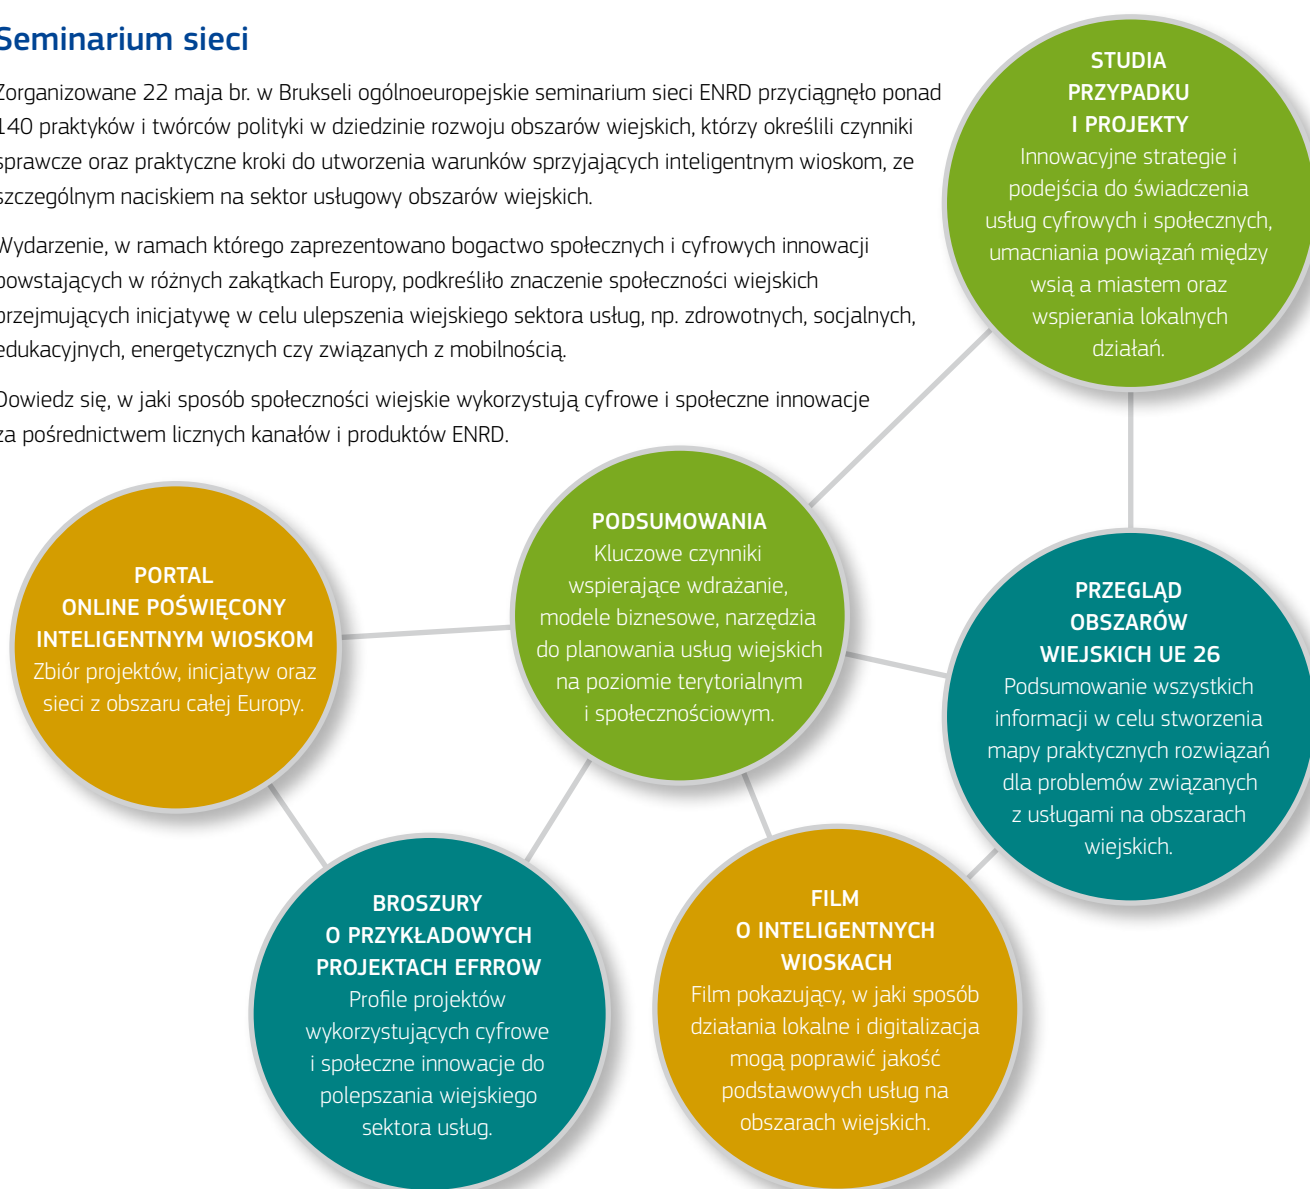 Seminarium sieci
Zorganizowane 22 maja br. w Brukseli ogólnoeuropejskie seminarium sieci ENRD przyciągnęło ponad
140 praktyków i twórców polityki w dziedzinie rozwoju obszarów wiejskich, którzy określili czynniki
sprawcze oraz praktyczne kroki do utworzenia warunków sprzyjających inteligentnym wioskom, ze
szczególnym naciskiem na sektor usługowy obszarów wiejskich.
Wydarzenie, w ramach którego zaprezentowano bogactwo społecznych i cyfrowych innowacji
powstających w różnych zakątkach Europy, podkreśliło znaczenie społeczności wiejskich
przejmujących inicjatywę w celu ulepszenia wiejskiego sektora usług, np. zdrowotnych, socjalnych,
edukacyjnych, energetycznych czy związanych z mobilnością.
Dowiedz się, w jaki sposób społeczności wiejskie wykorzystują cyfrowe i społeczne innowacje
za pośrednictwem licznych kanałów i produktów ENRD.
STUDIA
PRZYPADKU
I PROJEKTY
Innowacyjne strategie i
podejścia do świadczenia
usług cyfrowych i społecznych,
umacniania powiązań między
wsią a miastem oraz
wspierania lokalnych
działań.
PODSUMOWANIA
Kluczowe czynniki
wspierające wdrażanie,
modele biznesowe, narzędzia
do planowania usług wiejskich
na poziomie terytorialnym
i społecznościowym.
PORTAL
ONLINE POŚWIĘCONY
INTELIGENTNYM WIOSKOM
Zbiór projektów, inicjatyw oraz
sieci z obszaru całej Europy.
PRZEGLĄD
OBSZARÓW
WIEJSKICH UE 26
Podsumowanie wszystkich
informacji w celu stworzenia
mapy praktycznych rozwiązań
dla problemów związanych
z usługami na obszarach
wiejskich.
BROSZURY
O PRZYKŁADOWYCH
PROJEKTACH EFRROW
Profile projektów
wykorzystujących cyfrowe
i społeczne innowacje do
polepszania wiejskiego
sektora usług.
FILM
O INTELIGENTNYCH
WIOSKACH
Film pokazujący, w jaki sposób
działania lokalne i digitalizacja
mogą poprawić jakość
podstawowych usług na
obszarach wiejskich.